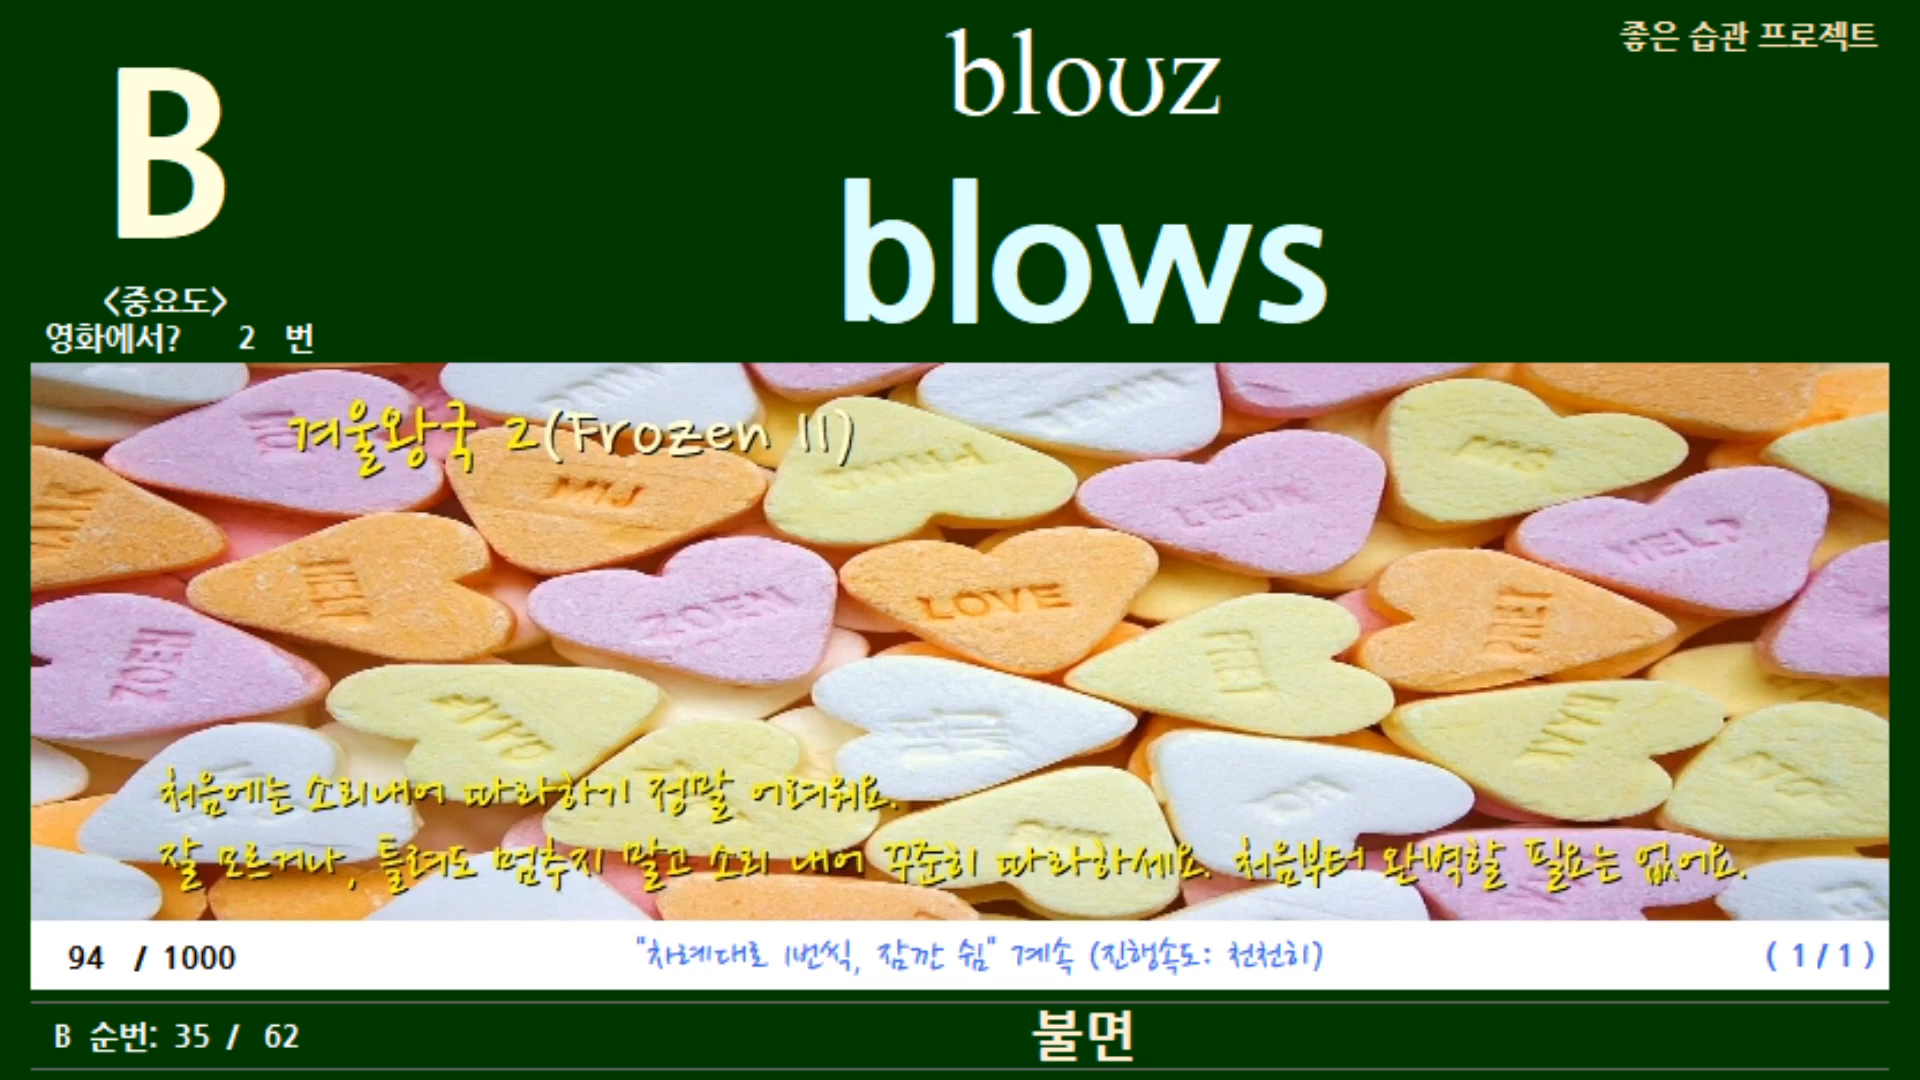 좋은 습관 프로젝트
B
bloʊz
blows
<중요도>
영화에서? 2 번
겨울왕국 2(Frozen II)
MIJ
LEUK
HELP
ZOEN
LOVE
처음에는 소리내어 따라하기 정말 어려워요.
잘 모르거나, 틀려도 멈추지 말고 소리 내어 꾸준히 따라하세요. 처음부터 완벽할 필요는 없어요.
94 / 1000
"차례대로 1번씩, 잠깐 쉼" 계속 (진행속도: 천천히)
( 1 / 1 )
B 순번: 35 / 62
불면